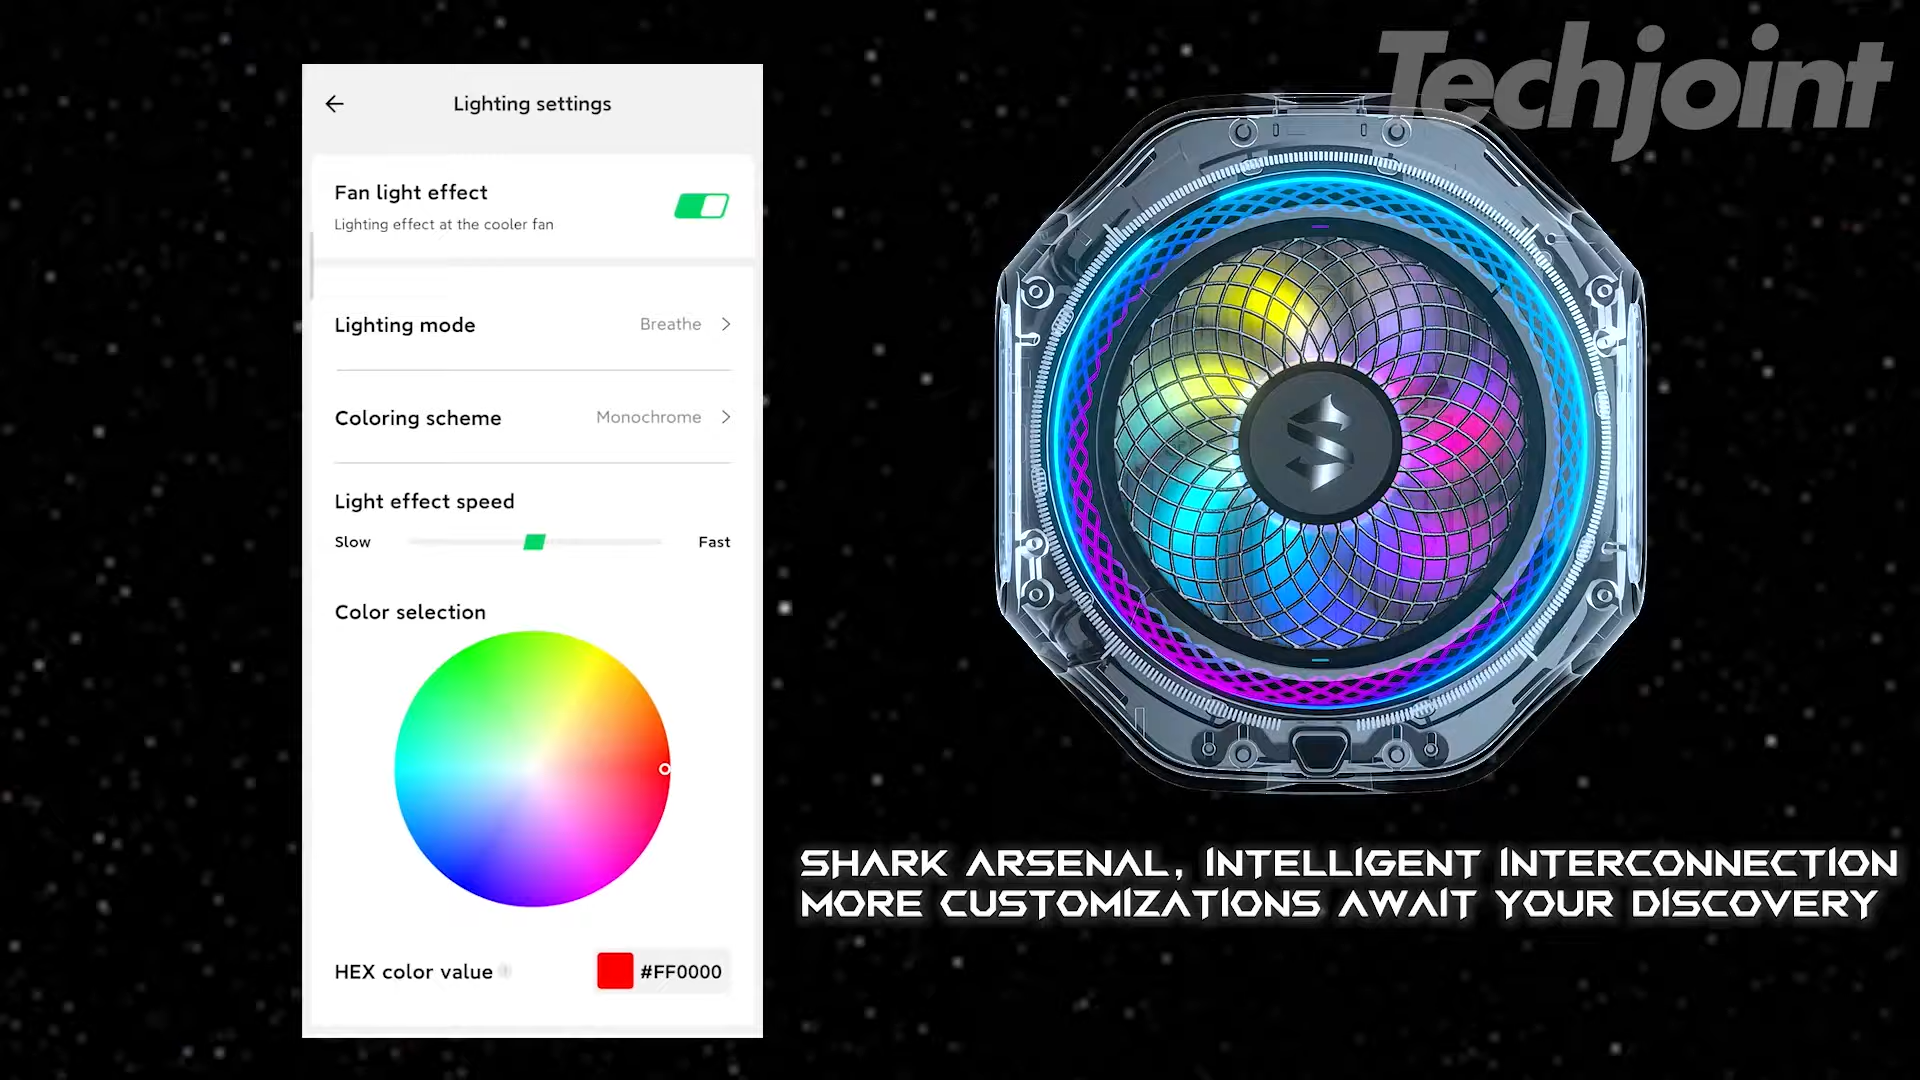 Techjoint
Lighting settings
Fan light effect
Lighting effect at the cooler fan
Lighting mode
Breathe
Coloring scheme
Monochrome
Light effect speed
Slow
Fast
Color selection
HEX color value
#FF0000
SHARK ARSENAL, INTELLIGENT INTERCONNECTION
MORE CUSTOMIZATIONS AWAIT YOUR DISCOVERY